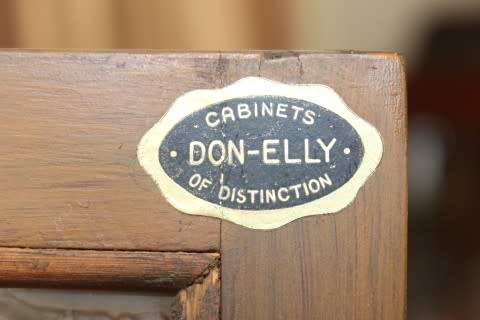 CABINETS
· DON-ELLY ·
OF DISTINCTION